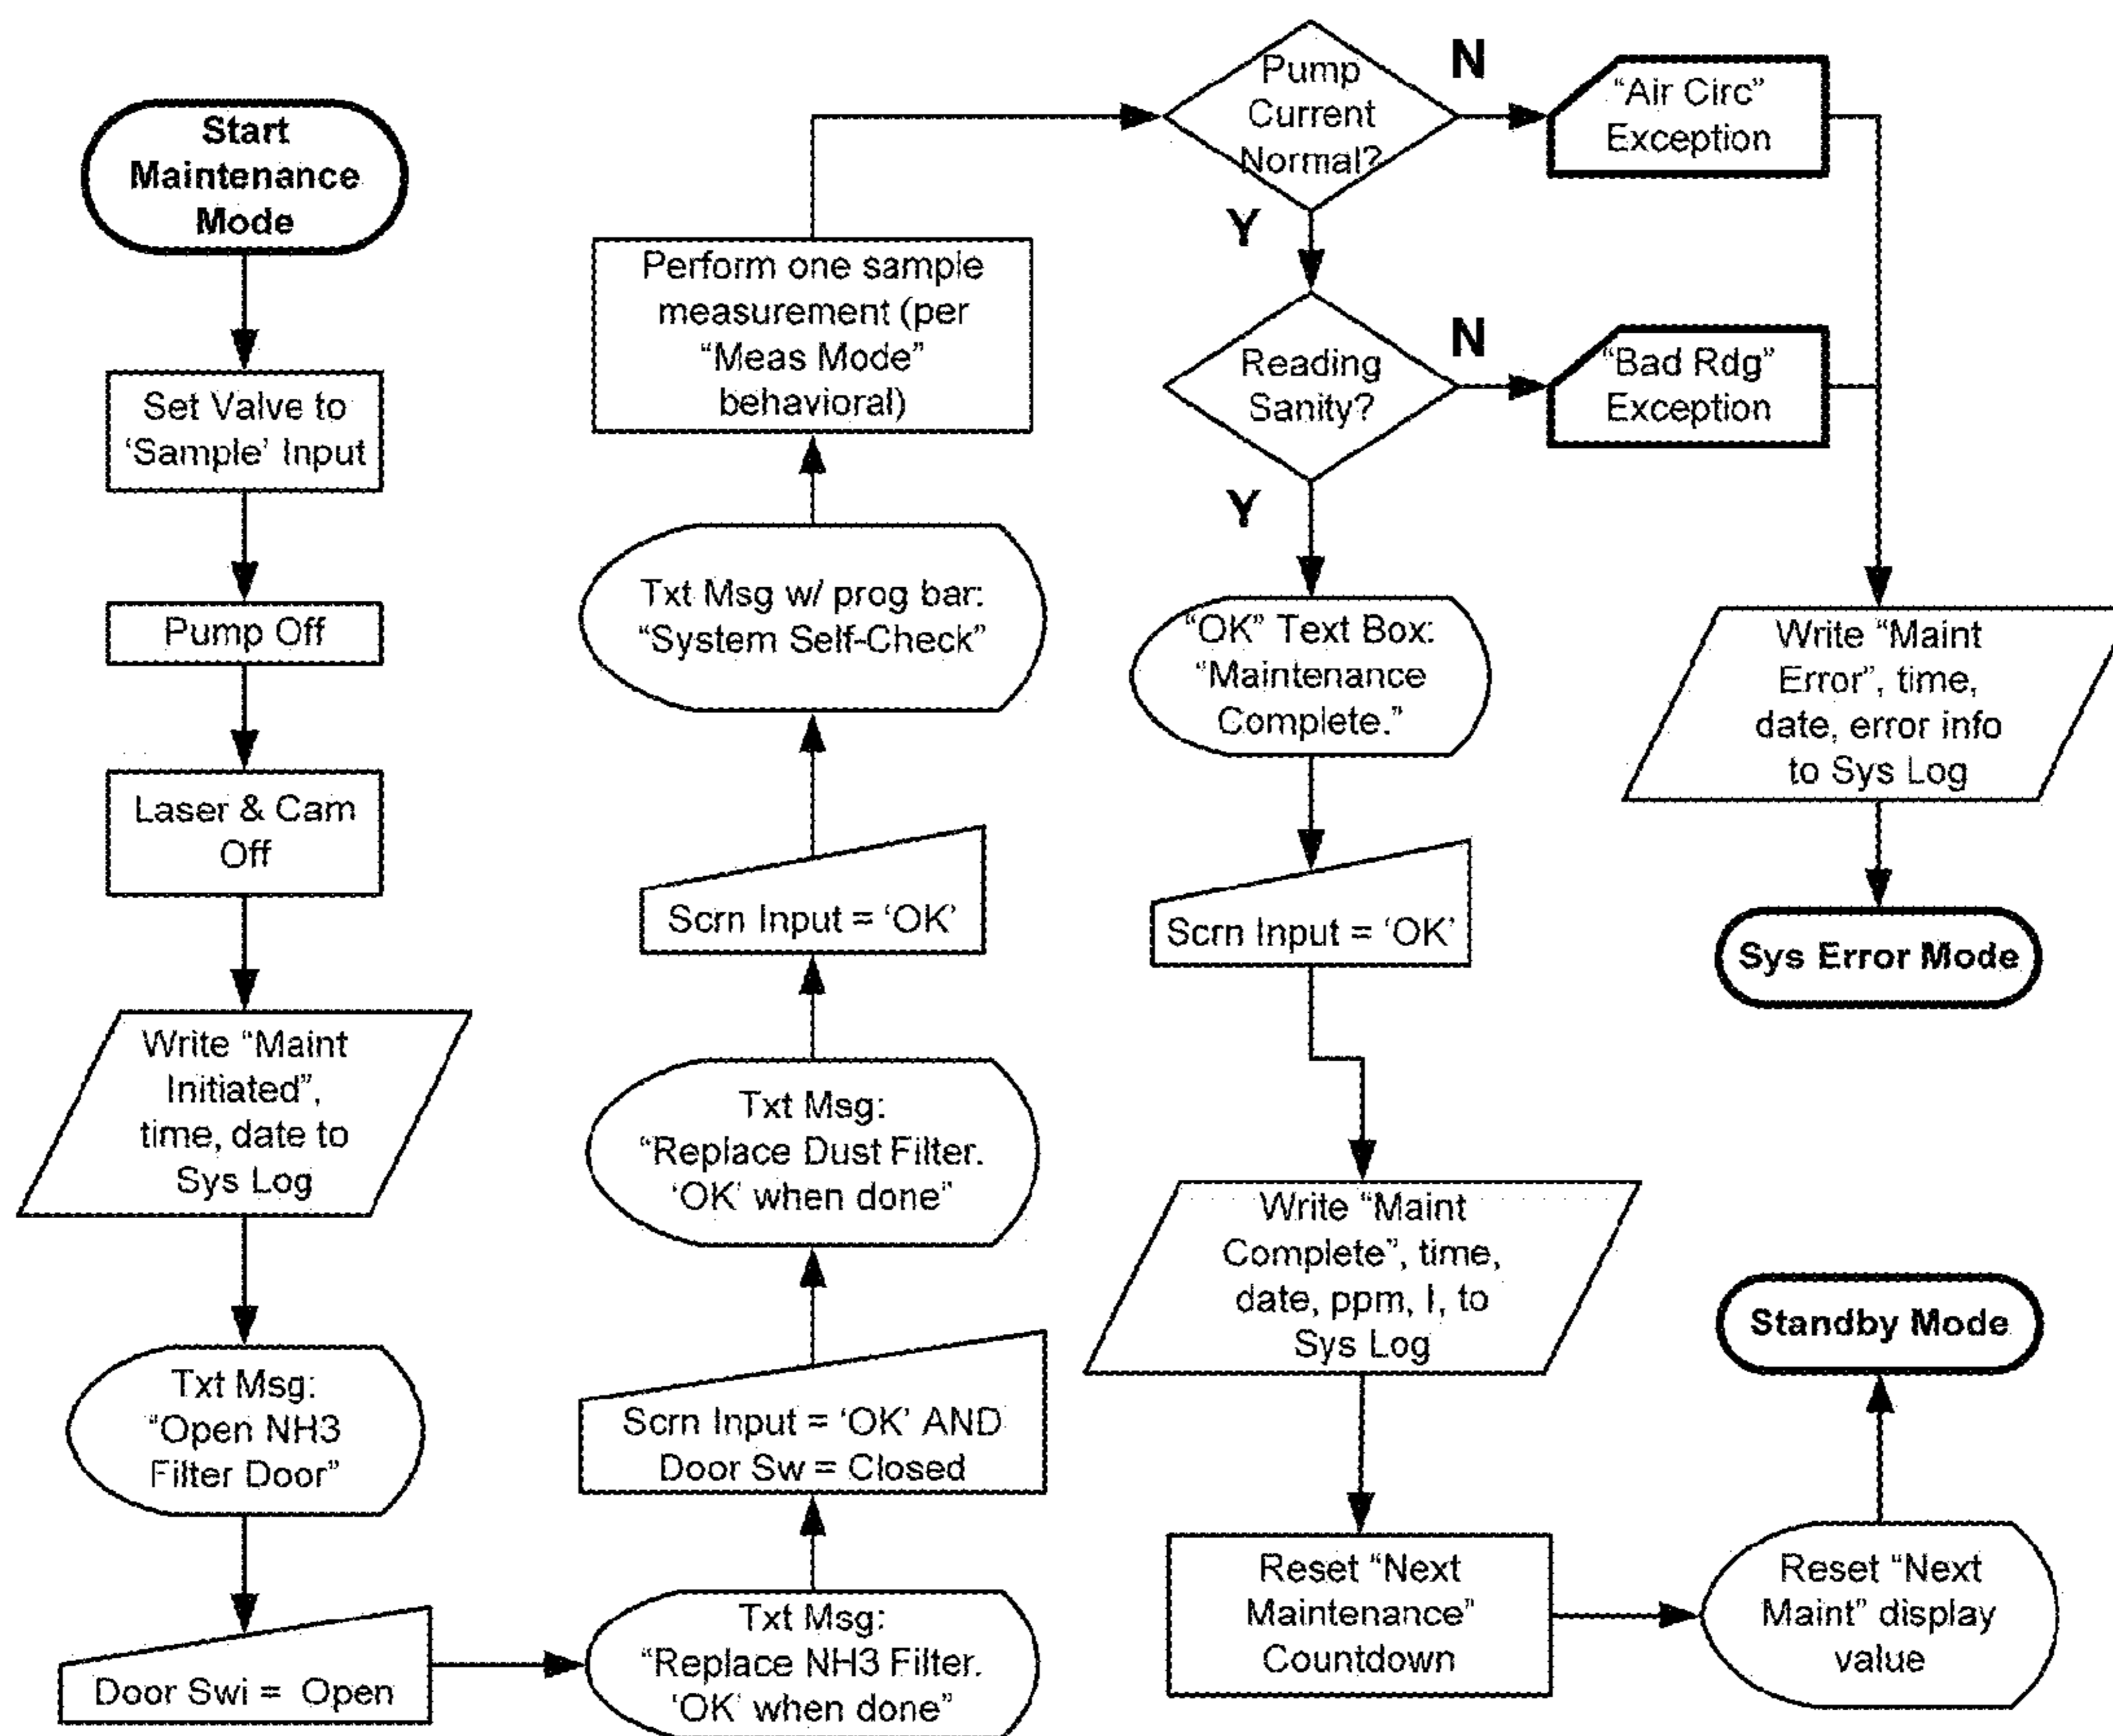 Start
Maintenance
Mode
Set Valve to
‘Sample’ Input
Pump Off
Laser & Cam
Off
Write “Maint
Initiated”,
time, date to
Sys Log
Txt Msg:
“Open NH3
Filter Door”
Door Swi = Open
Txt Msg:
“Replace NH3 Filter.
‘OK’ when done”
Scrn Input = ‘OK’ AND
Door Sw = Closed
Txt Msg:
“Replace Dust Filter.
‘OK’ when done”
Scrn Input = ‘OK’
Txt Msg w/ prog bar:
“System Self-Check”
Perform one sample
measurement (per
“Meas Mode”
behavioral)
Pump
Current
Normal?
N
“Air Circ”
Exception
Y
Reading
Sanity?
N
“Bad Rdg”
Exception
Y
“OK” Text Box:
“Maintenance
Complete.”
Write “Maint
Error”, time,
date, error info
to Sys Log
Sys Error Mode
Scrn Input = ‘OK’
Write “Maint
Complete”, time,
date, ppm, I, to
Sys Log
Reset “Next
Maintenance”
Countdown
Reset “Next
Maint” display
value
Standby Mode